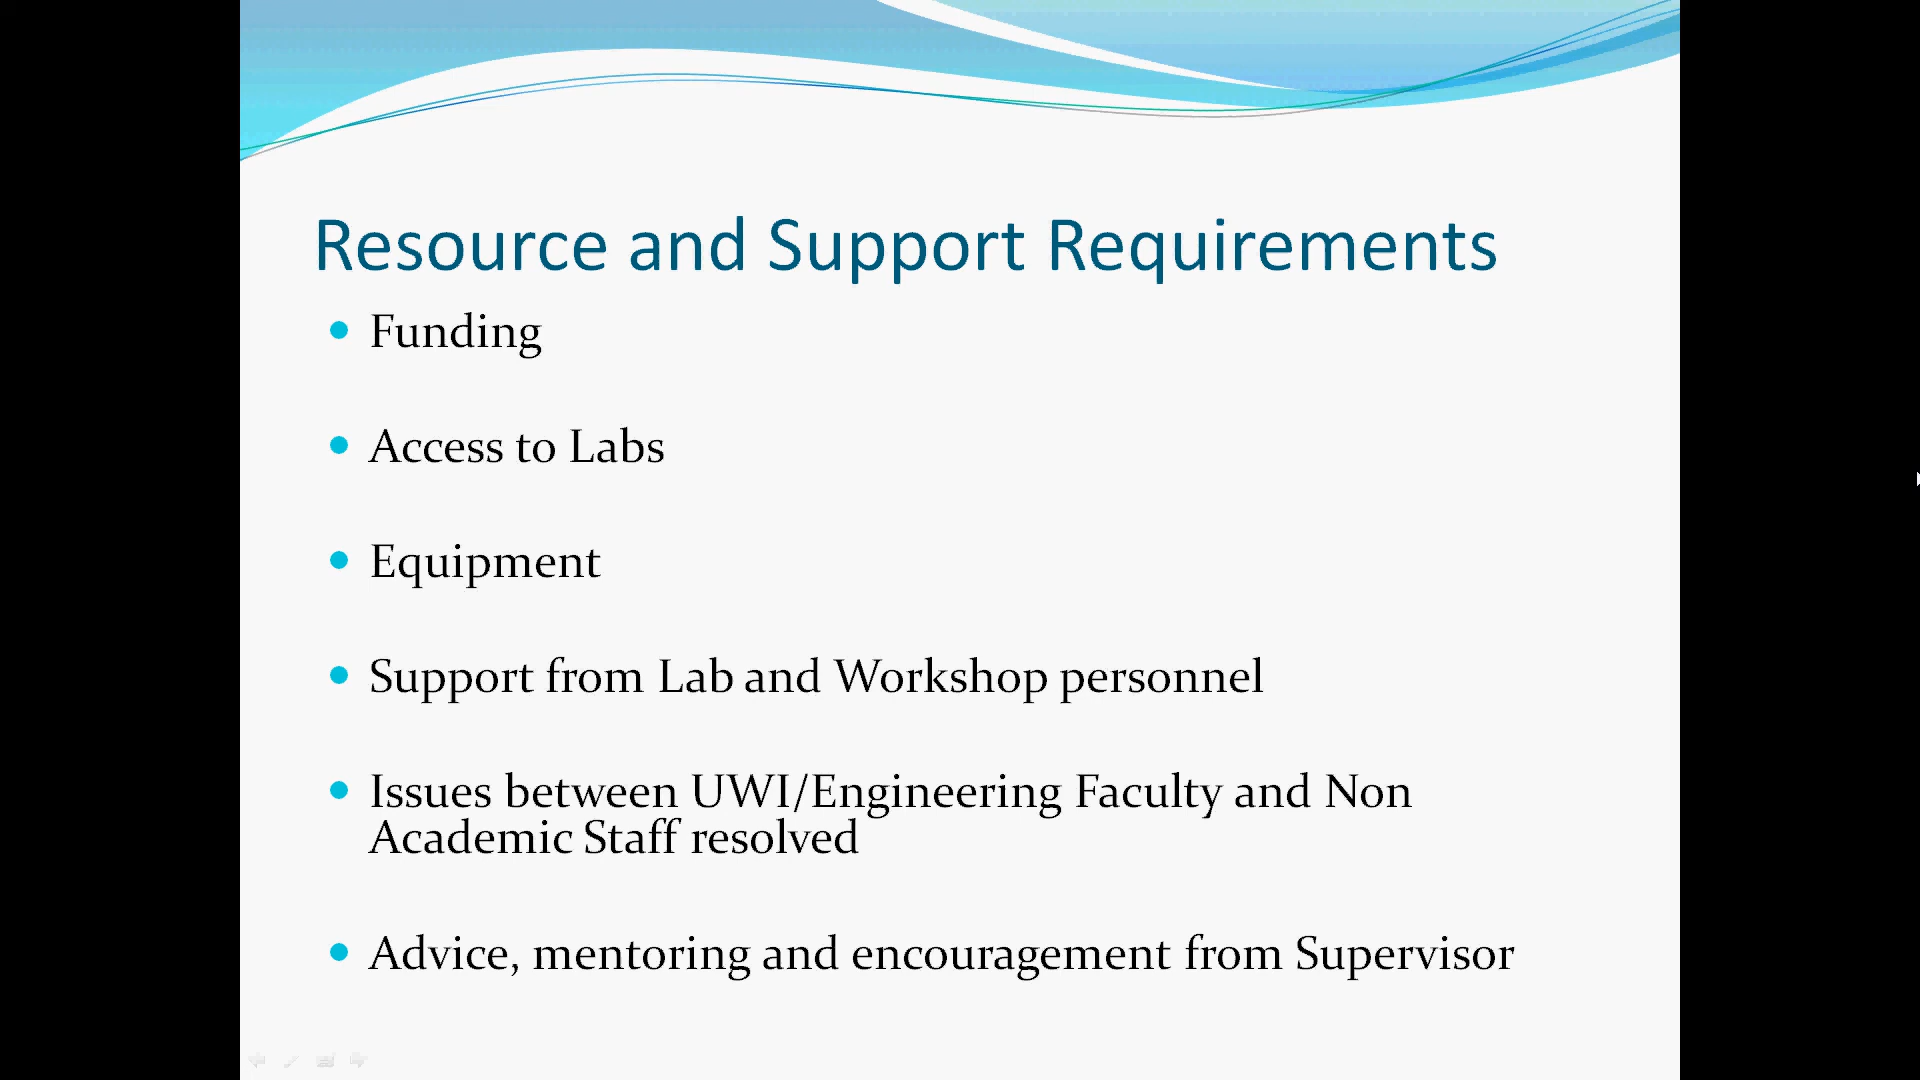 Resource and Support Requirements
Funding
Access to Labs
Equipment
Support from Lab and Workshop personnel
Issues between UWI/Engineering Faculty and Non
Academic Staff resolved
Advice, mentoring and encouragement from Supervisor